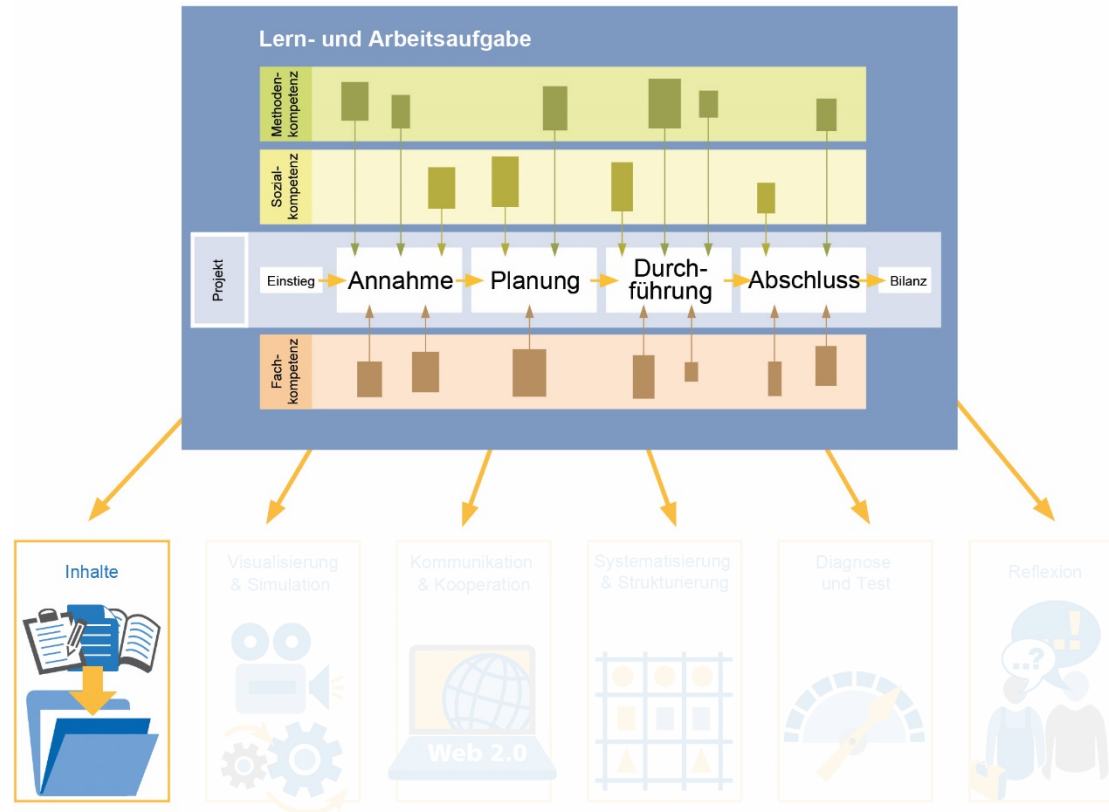 Lern- und Arbeitsaufgabe
Methoden-
kompetenz
Sozial-
kompetenz
Projekt
Einstieg
Annahme
Planung
Durch-
führung
Abschluss
Bilanz
Fach-
kompetenz
Inhalte
Visualisierung
& Simulation
Kommunikation
& Kooperation
Systematisierung
& Strukturierung
Diagnose
und Test
Reflexion
..?
..!
Web 2.0